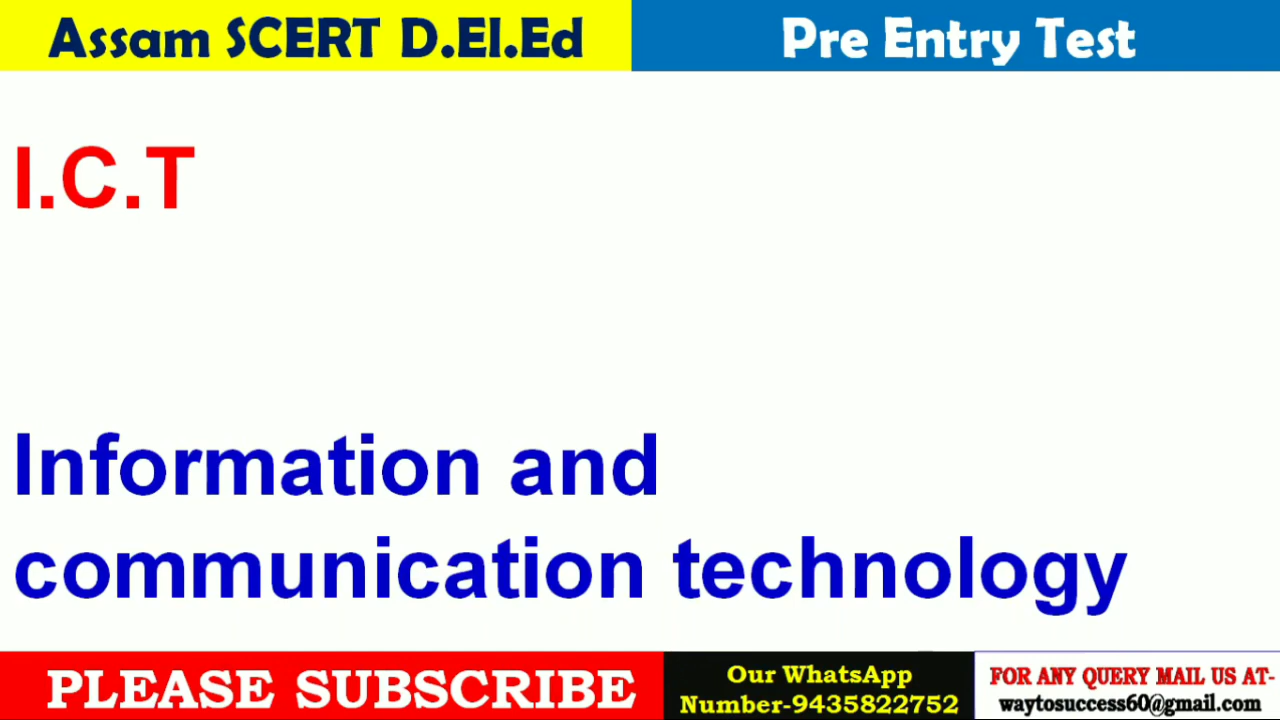 Assam SCERT D.El.Ed
Pre Entry Test
I.C.T
Information and
communication technology
PLEASE SUBSCRIBE
Our WhatsApp
Number-9435822752
FOR ANY QUERY MAIL US AT-
waytosuccess60@gmail.com